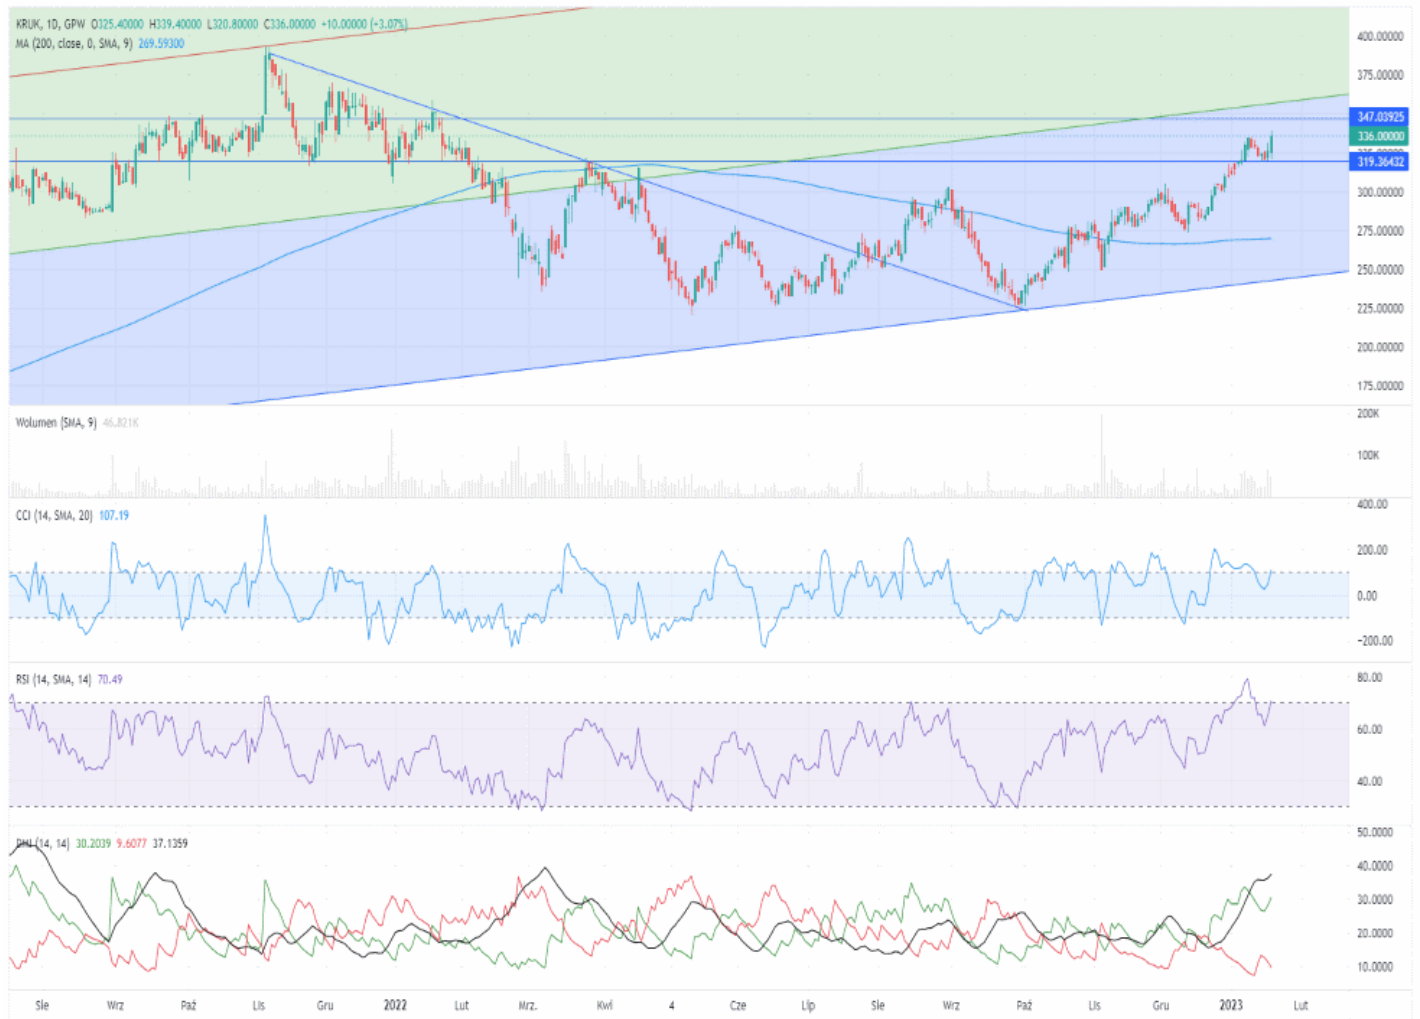 KRUK, 1D, GPW O325.40000 H339.40000 L320.80000 C336.00000 +10.00000 (+3.07%)
MA (200, close, 0, SMA, 9) 269.59300
400.00000
375.00000
347.03925
336.00000
319.36432
300.00000
275.00000
250.00000
225.00000
200.00000
175.00000
Wolumen (SMA, 9) 46.821K
200K
100K
CCI (14, SMA, 20) 107.19
400.00
200.00
0.00
-200.00
RSI (14, SMA, 14) 70.49
80.00
60.00
40.00
DMI (14, 14) 30.2039 9.6077 37.1359
50.0000
40.0000
30.0000
20.0000
10.0000
Sie Wrz Paź Lis Gru 2022 Lut Mrz. Kwi 4 Cze Lip Sie Wrz Paź Lis Gru 2023 Lut